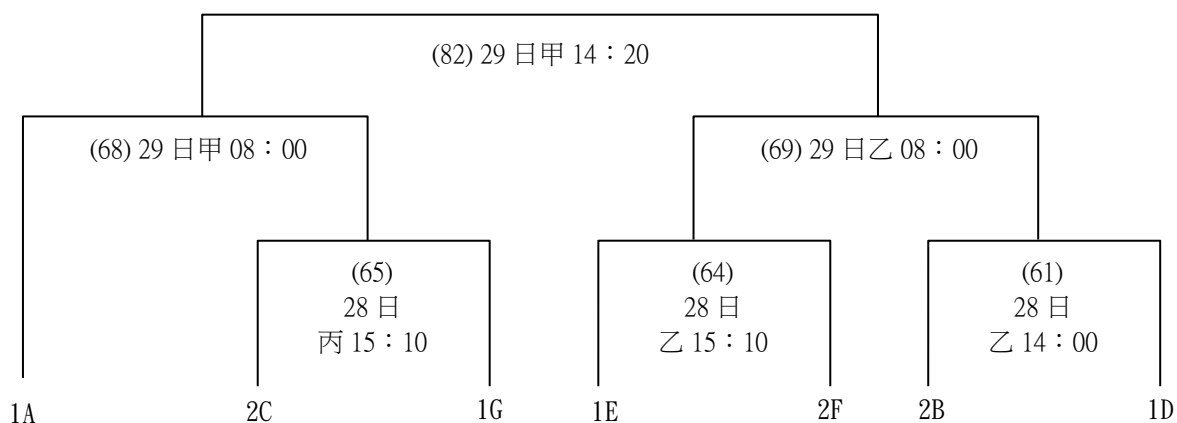 (82) 29 日甲 14：20
(68) 29 日甲 08：00
(69) 29 日乙 08：00
(65)
28 日
丙 15：10
(64)
28 日
乙 15：10
(61)
28 日
乙 14：00
1A
2C
1G
1E
2F
2B
1D